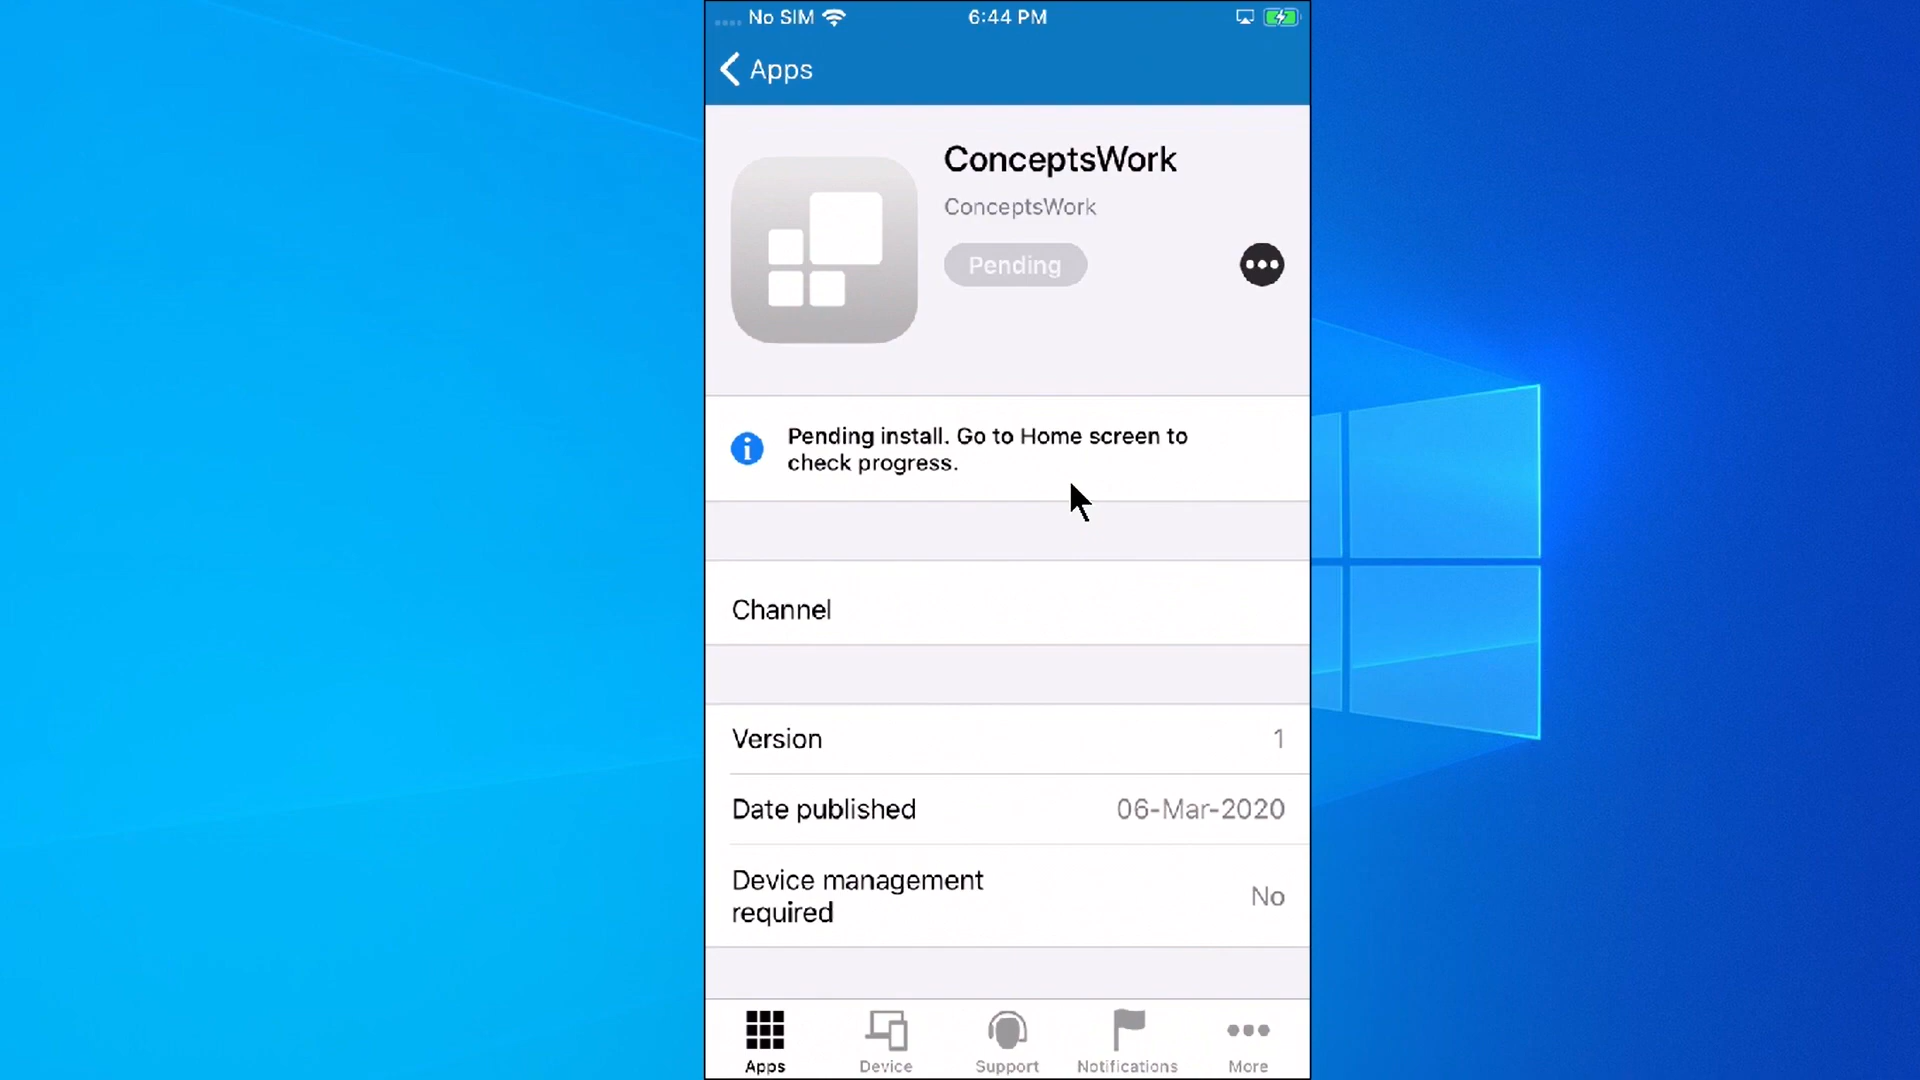 No SIM 6:44 PM
Apps
ConceptsWork
ConceptsWork
Pending
Pending install. Go to Home screen to
check progress.
Channel
Version 1
Date published 06-Mar-2020
Device management
required No
Apps Device Support Notifications More